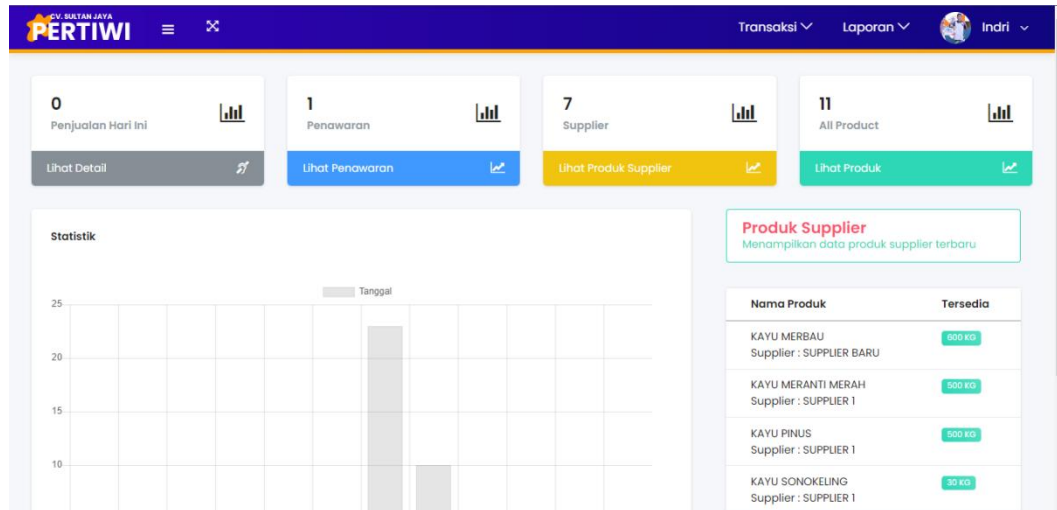 CV. SULTAN JAYA
PERTIWI
Transaksi
Laporan
Indri
0
Penjualan Hari Ini
Lihat Detail
1
Penawaran
Lihat Penawaran
7
Supplier
Lihat Produk Supplier
11
All Product
Lihat Produk
Statistik
Tanggal
25
20
15
10
Produk Supplier
Menampilkan data produk supplier terbaru
Nama Produk Tersedia
KAYU MERBAU 600 KG
Supplier : SUPPLIER BARU
KAYU MERANTI MERAH 500 KG
Supplier : SUPPLIER 1
KAYU PINUS 500 KG
Supplier : SUPPLIER 1
KAYU SONOKELING 30 KG
Supplier : SUPPLIER 1